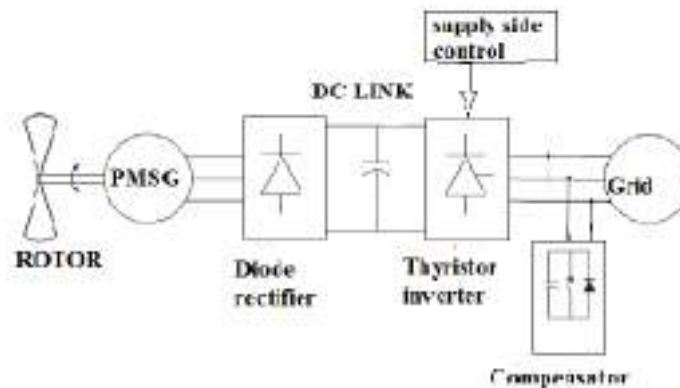 supply side
control
DC LINK
PMSG
Grid
ROTOR
Diode
rectifier
Thyristor
inverter
Compensator